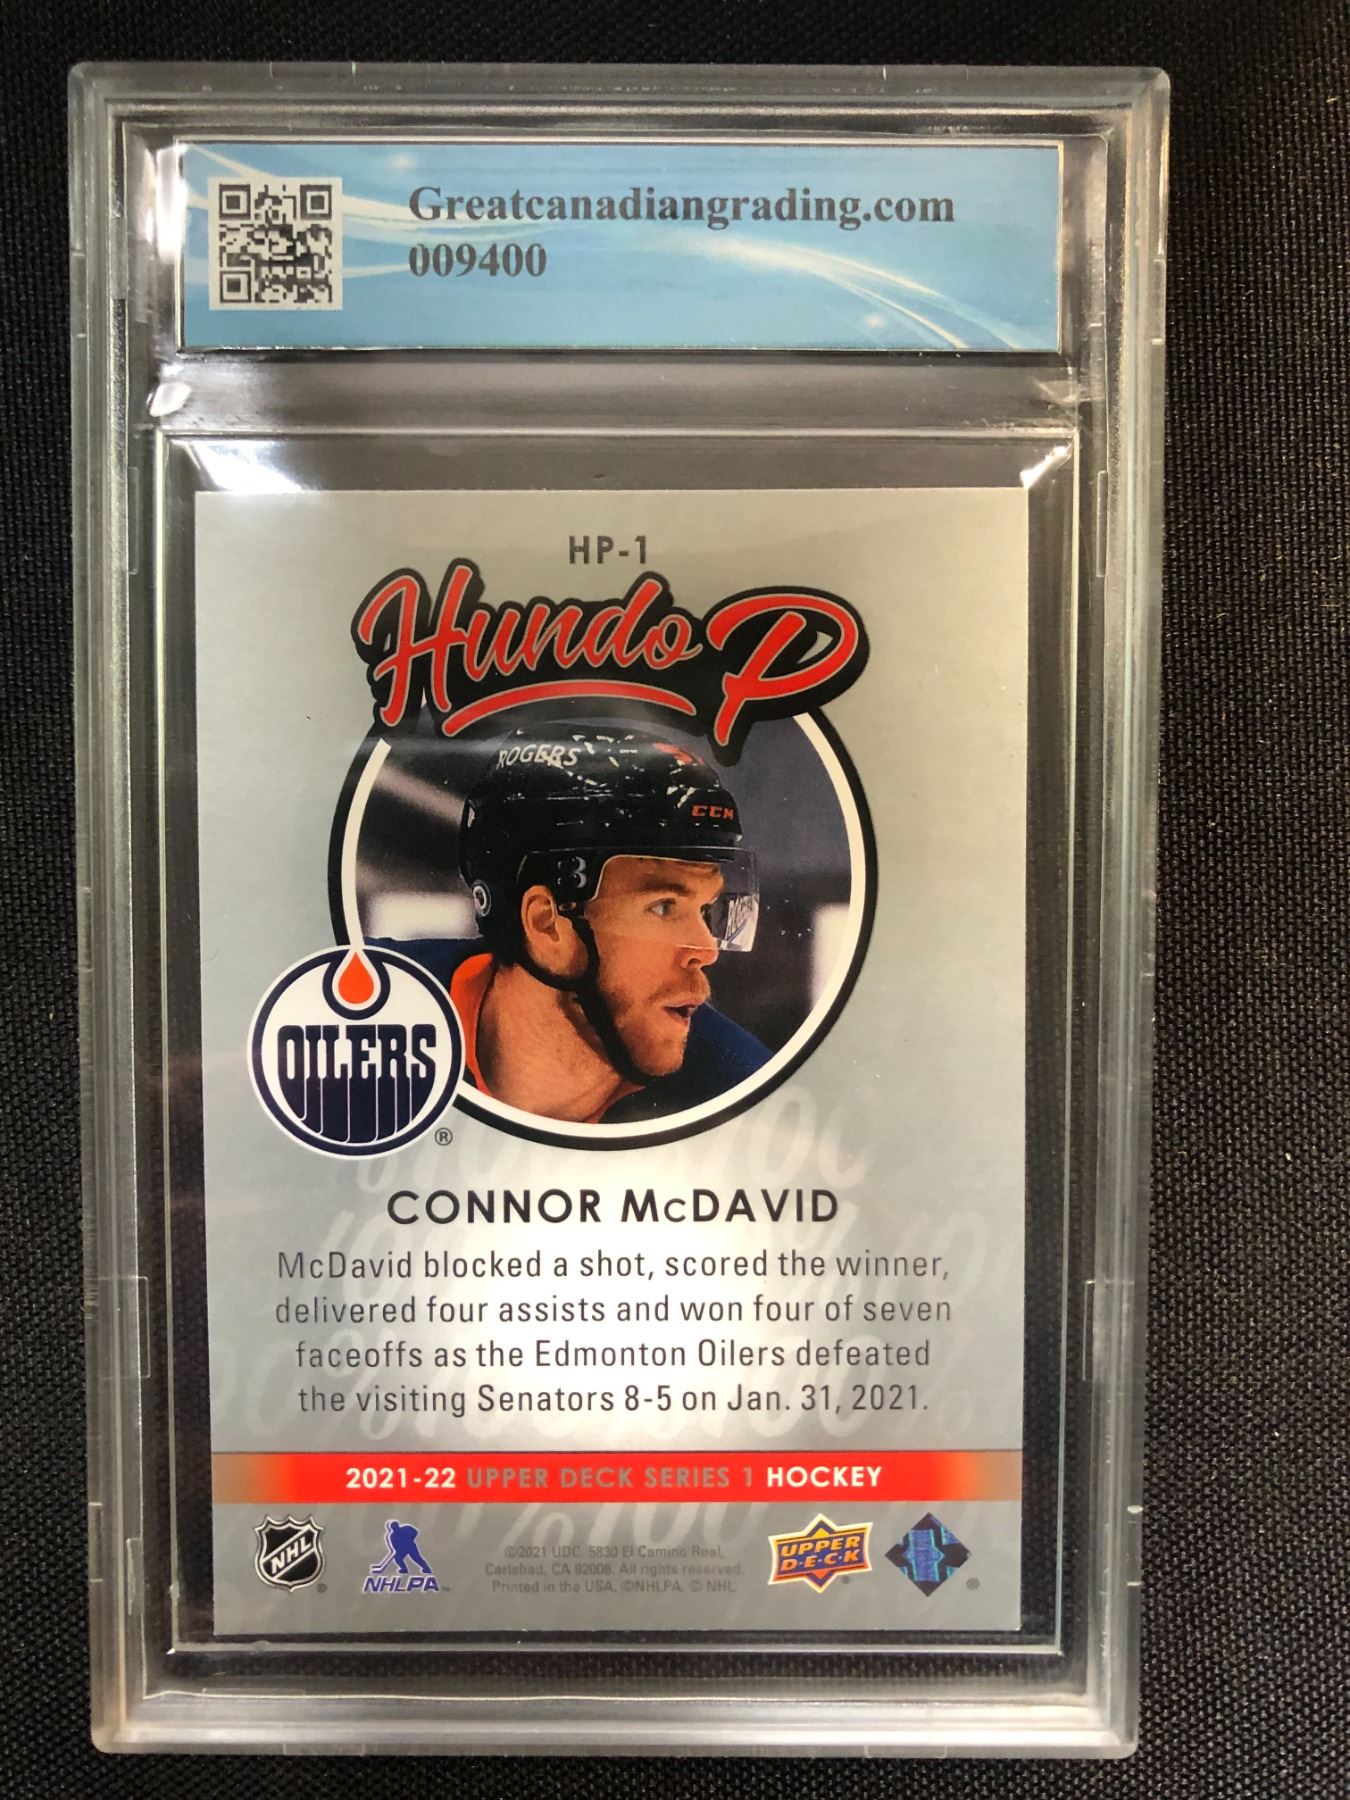 Greatcanadiangrading.com
009400
HP-1
Hundo P
ROGERS
CCM
OILERS
®
CONNOR McDAVID
McDavid blocked a shot, scored the winner,
delivered four assists and won four of seven
faceoffs as the Edmonton Oilers defeated
the visiting Senators 8-5 on Jan. 31, 2021.
2021-22 UPPER DECK SERIES 1 HOCKEY
NHL
®
NHLPA
©2021 UDC. 5830 El Camino Real,
Carlsbad, CA 92008. All rights reserved.
Printed in the USA. ©NHLPA. © NHL.
UPPER
D·E·C·K
®
®